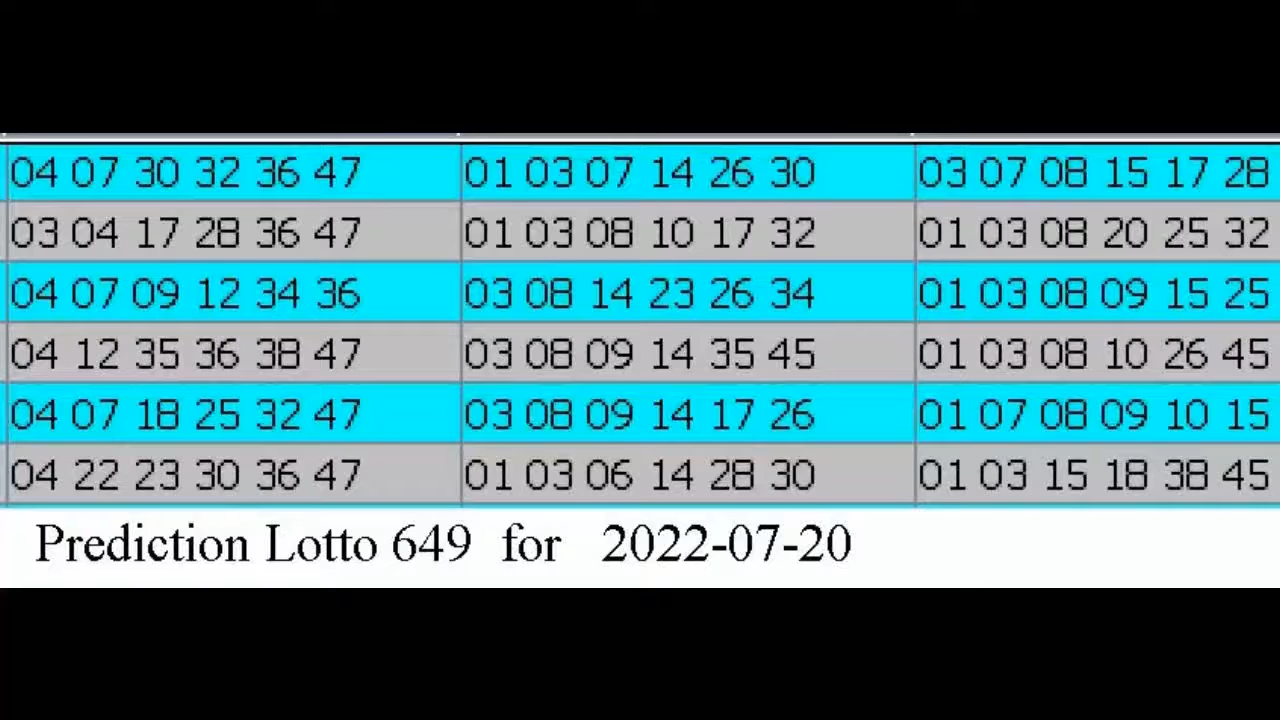 04 07 30 32 36 47 01 03 07 14 26 30 03 07 08 15 17 28
03 04 17 28 36 47 01 03 08 10 17 32 01 03 08 20 25 32
04 07 09 12 34 36 03 08 14 23 26 34 01 03 08 09 15 25
04 12 35 36 38 47 03 08 09 14 35 45 01 03 08 10 26 45
04 07 18 25 32 47 03 08 09 14 17 26 01 07 08 09 10 15
04 22 23 30 36 47 01 03 06 14 28 30 01 03 15 18 38 45
Prediction Lotto 649 for 2022-07-20